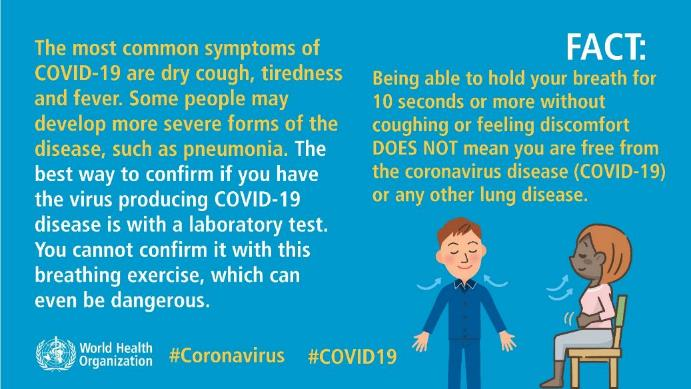 The most common symptoms of
COVID-19 are dry cough, tiredness
and fever. Some people may
develop more severe forms of the
disease, such as pneumonia. The
best way to confirm if you have
the virus producing COVID-19
disease is with a laboratory test.
You cannot confirm it with this
breathing exercise, which can
even be dangerous.
FACT:
Being able to hold your breath for
10 seconds or more without
coughing or feeling discomfort
DOES NOT mean you are free from
the coronavirus disease (COVID-19)
or any other lung disease.
World Health
Organization
#Coronavirus
#COVID19